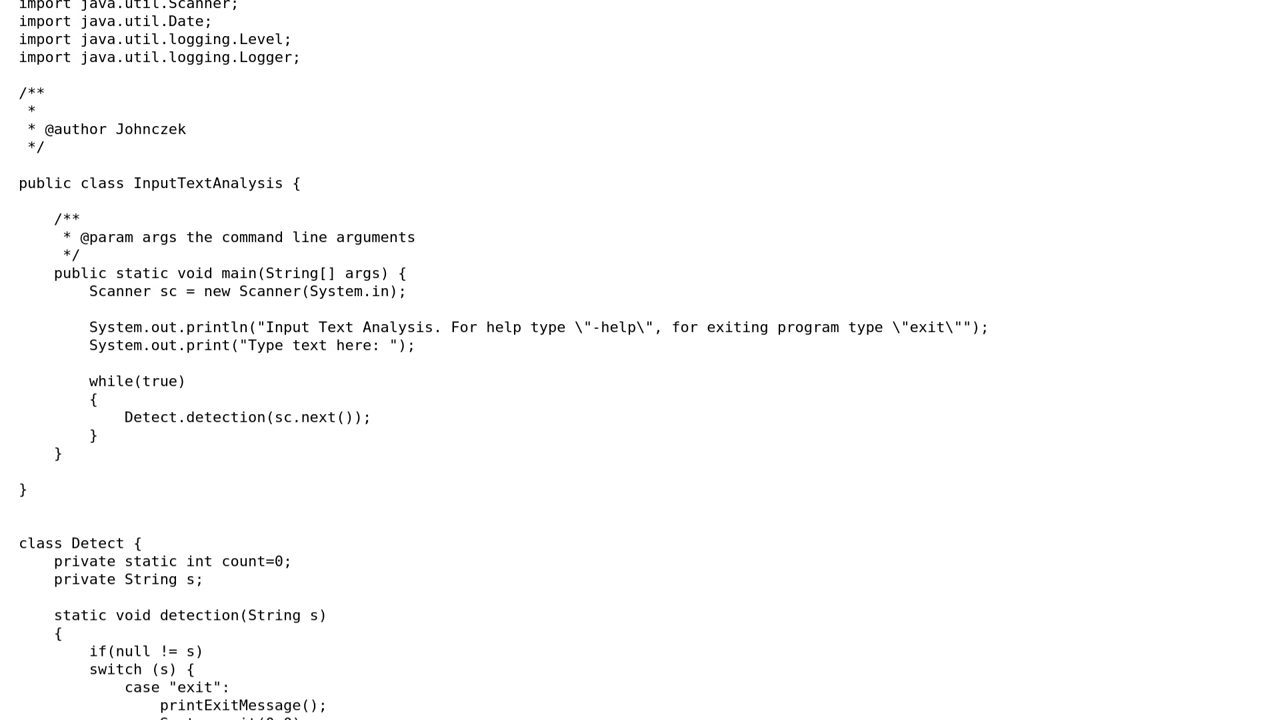 import java.util.Scanner;
import java.util.Date;
import java.util.logging.Level;
import java.util.logging.Logger;

/**
 *
 * @author Johnczek
 */

public class InputTextAnalysis {

    /**
     * @param args the command line arguments
     */
    public static void main(String[] args) {
        Scanner sc = new Scanner(System.in);

        System.out.println("Input Text Analysis. For help type \"-help\", for exiting program type \"exit\"");
        System.out.print("Type text here: ");

        while(true)
        {
            Detect.detection(sc.next());
        }
    }

}


class Detect {
    private static int count=0;
    private String s;

    static void detection(String s)
    {
        if(null != s)
        switch (s) {
            case "exit":
                printExitMessage();